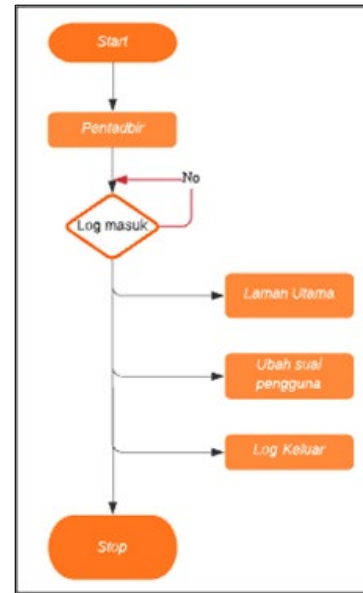 Start
Pentadbir
No
Log masuk
Laman Utama
Ubah suai
pengguna
Log Keluar
Stop